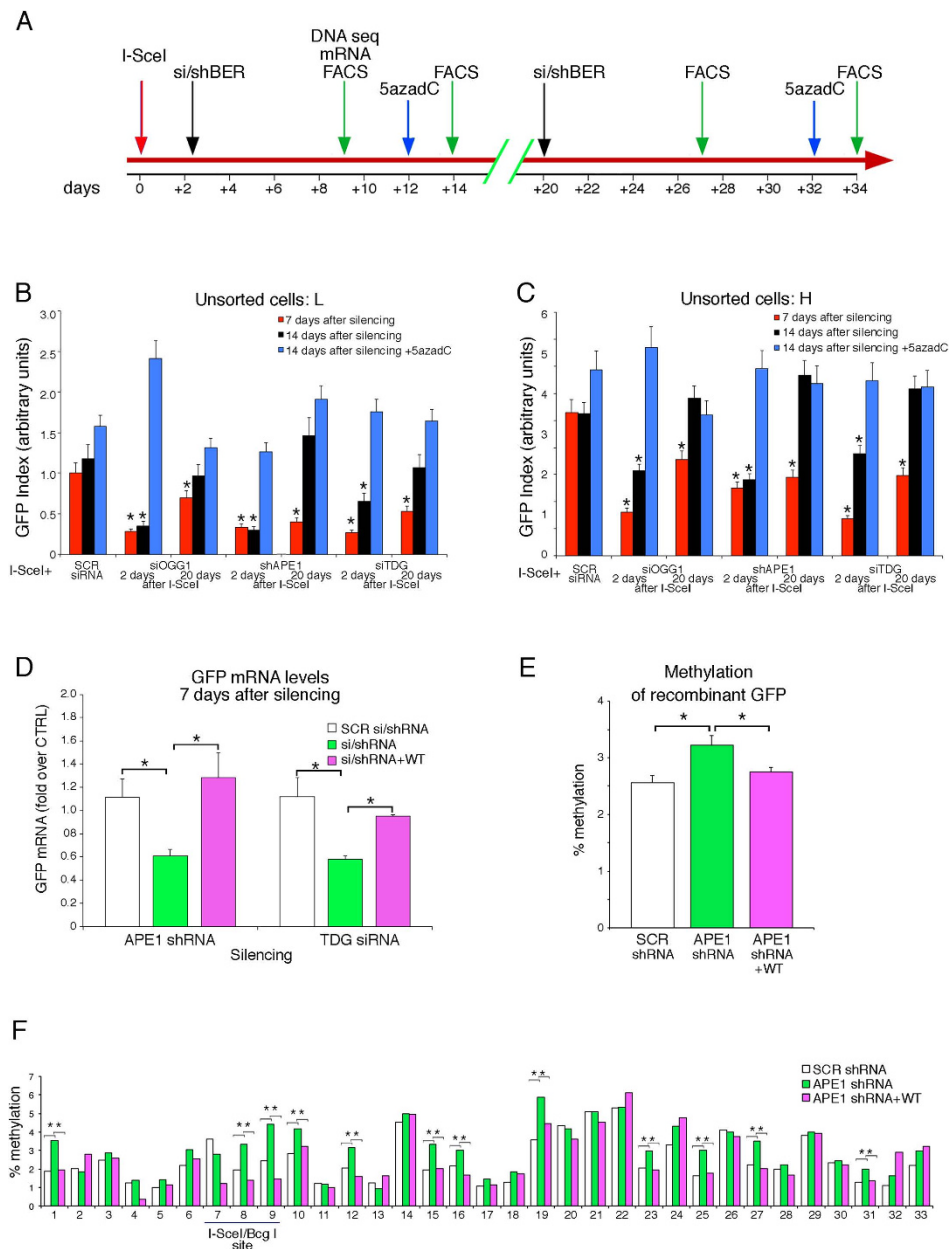 A
I-SceI
si/shBER
DNA seq
mRNA
FACS
5azadC
FACS
si/shBER
FACS
5azadC
FACS
days
0 +2 +4 +6 +8 +10 +12 +14 +20 +22 +24 +26 +28 +30 +32 +34
B
Unsorted cells: L
7 days after silencing
14 days after silencing
14 days after silencing +5azadC
GFP Index (arbitrary units)
3.0
2.5
2.0
1.5
1.0
0.5
0
* * * * * * * * * *
I-SceI+
SCR
siRNA
siOGG1
2 days 20 days
after I-SceI
shAPE1
2 days 20 days
after I-SceI
siTDG
2 days 20 days
after I-SceI
C
Unsorted cells: H
7 days after silencing
14 days after silencing
14 days after silencing +5azadC
GFP Index (arbitrary units)
6
5
4
3
2
1
0
* * * * * * * * *
I-SceI+
SCR
siRNA
siOGG1
2 days 20 days
after I-SceI
shAPE1
2 days 20 days
after I-SceI
siTDG
2 days 20 days
after I-SceI
D
GFP mRNA levels
7 days after silencing
SCR si/shRNA
si/shRNA
si/shRNA+WT
GFP mRNA (fold over CTRL)
2.0
1.8
1.6
1.4
1.2
1.0
0.8
0.6
0.4
0.2
0
* * * *
APE1 shRNA
TDG siRNA
Silencing
E
Methylation
of recombinant GFP
% methylation
4
3
2
1
0
* *
SCR
shRNA
APE1
shRNA
APE1
shRNA
+WT
F
SCR shRNA
APE1 shRNA
APE1 shRNA+WT
% methylation
7
6
5
4
3
2
1
0
** ** ** ** ** ** ** ** ** ** ** **
1 2 3 4 5 6 7 8 9 10 11 12 13 14 15 16 17 18 19 20 21 22 23 24 25 26 27 28 29 30 31 32 33
I-SceI/Bcg I
site